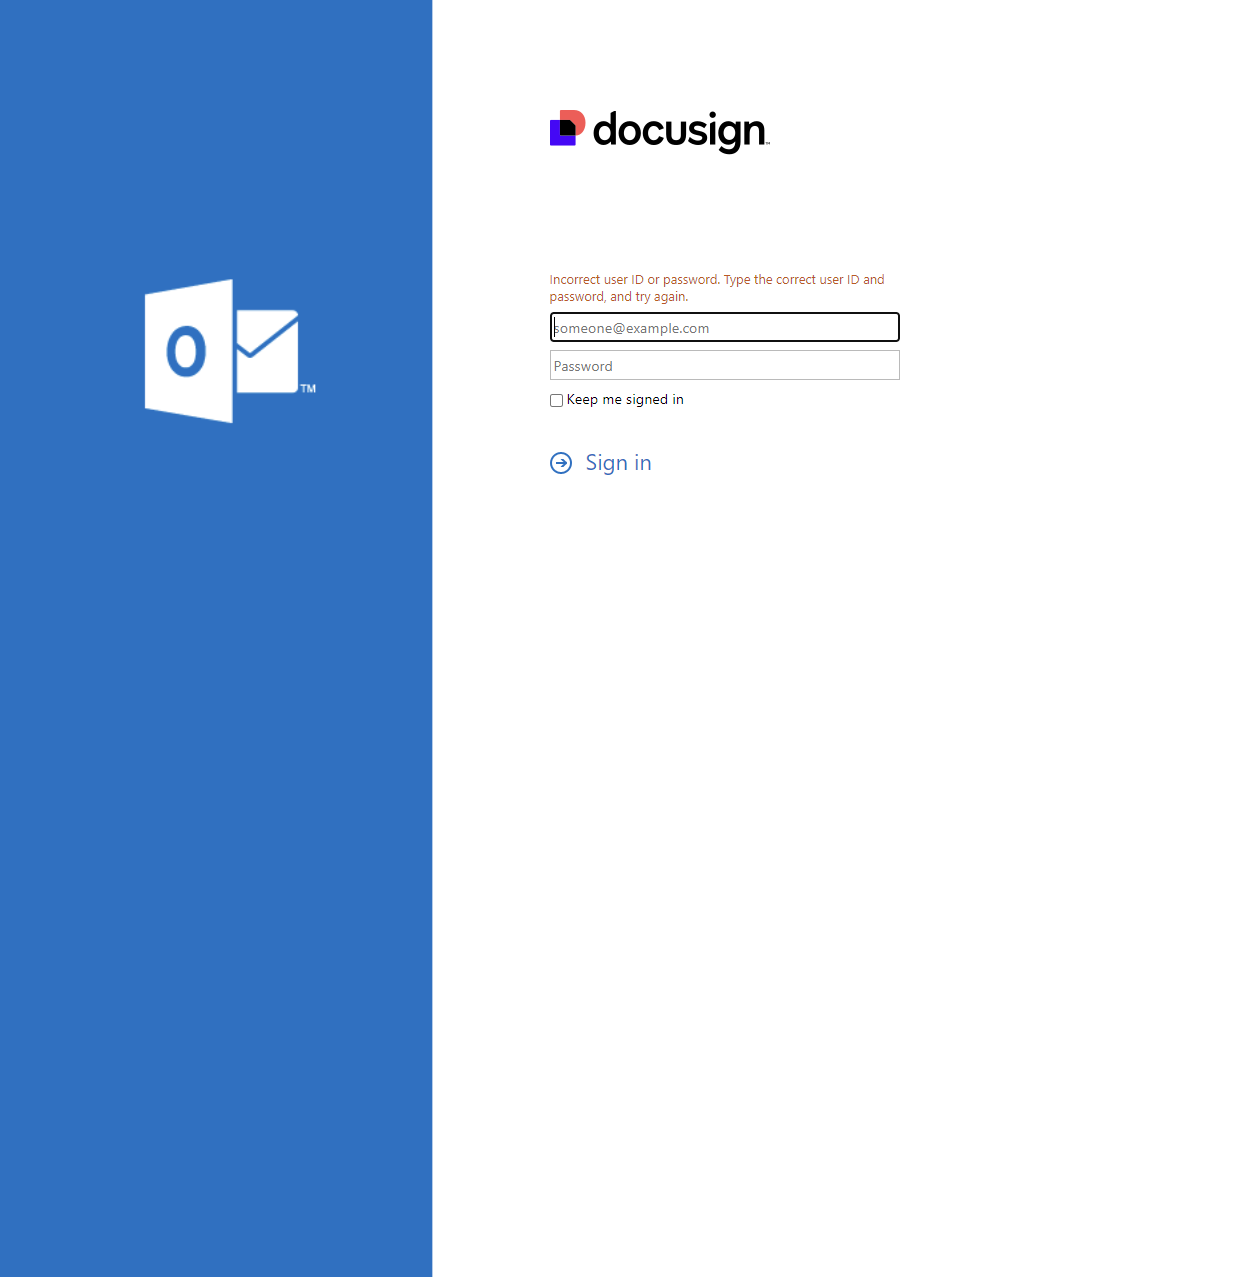 docusign
Incorrect user ID or password. Type the correct user ID and
password, and try again.
O TM
someone@example.com
Password
Keep me signed in
Sign in